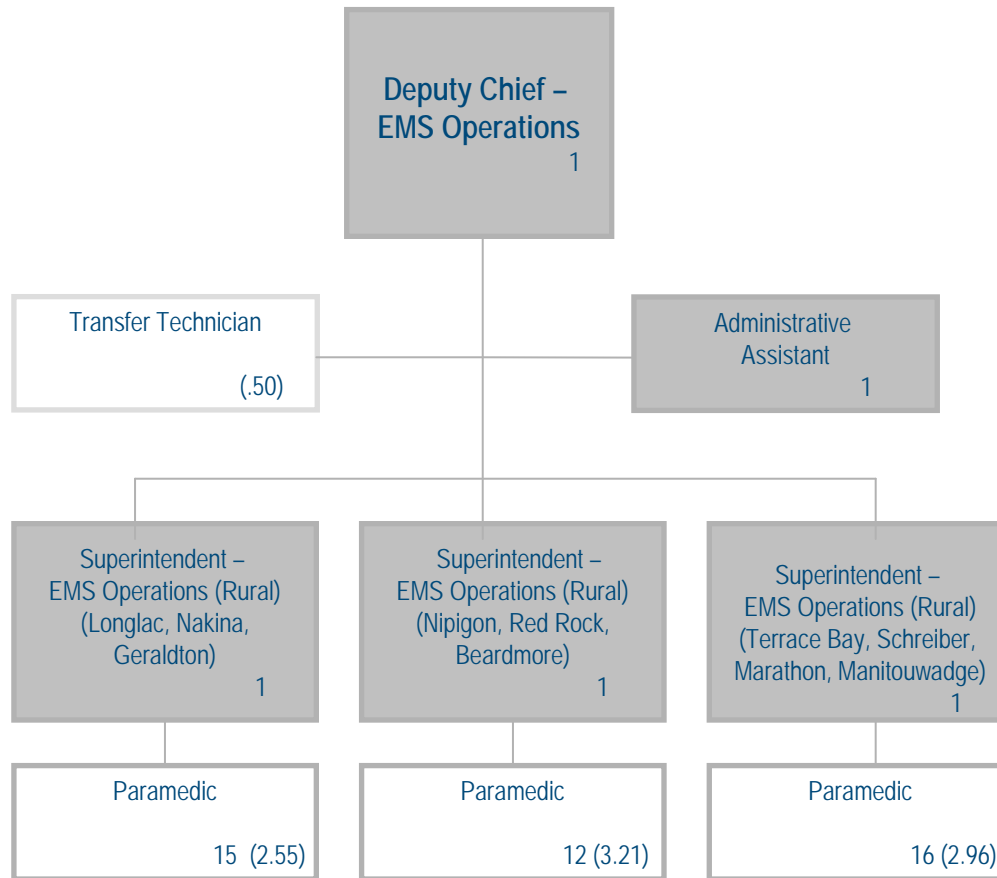 Deputy Chief –
EMS Operations
1
Transfer Technician
(.50)
Administrative
Assistant
1
Superintendent –
EMS Operations (Rural)
(Longlac, Nakina,
Geraldton)
1
Superintendent –
EMS Operations (Rural)
(Nipigon, Red Rock,
Beardmore)
1
Superintendent –
EMS Operations (Rural)
(Terrace Bay, Schreiber,
Marathon, Manitouwadge)
1
Paramedic
15 (2.55)
Paramedic
12 (3.21)
Paramedic
16 (2.96)